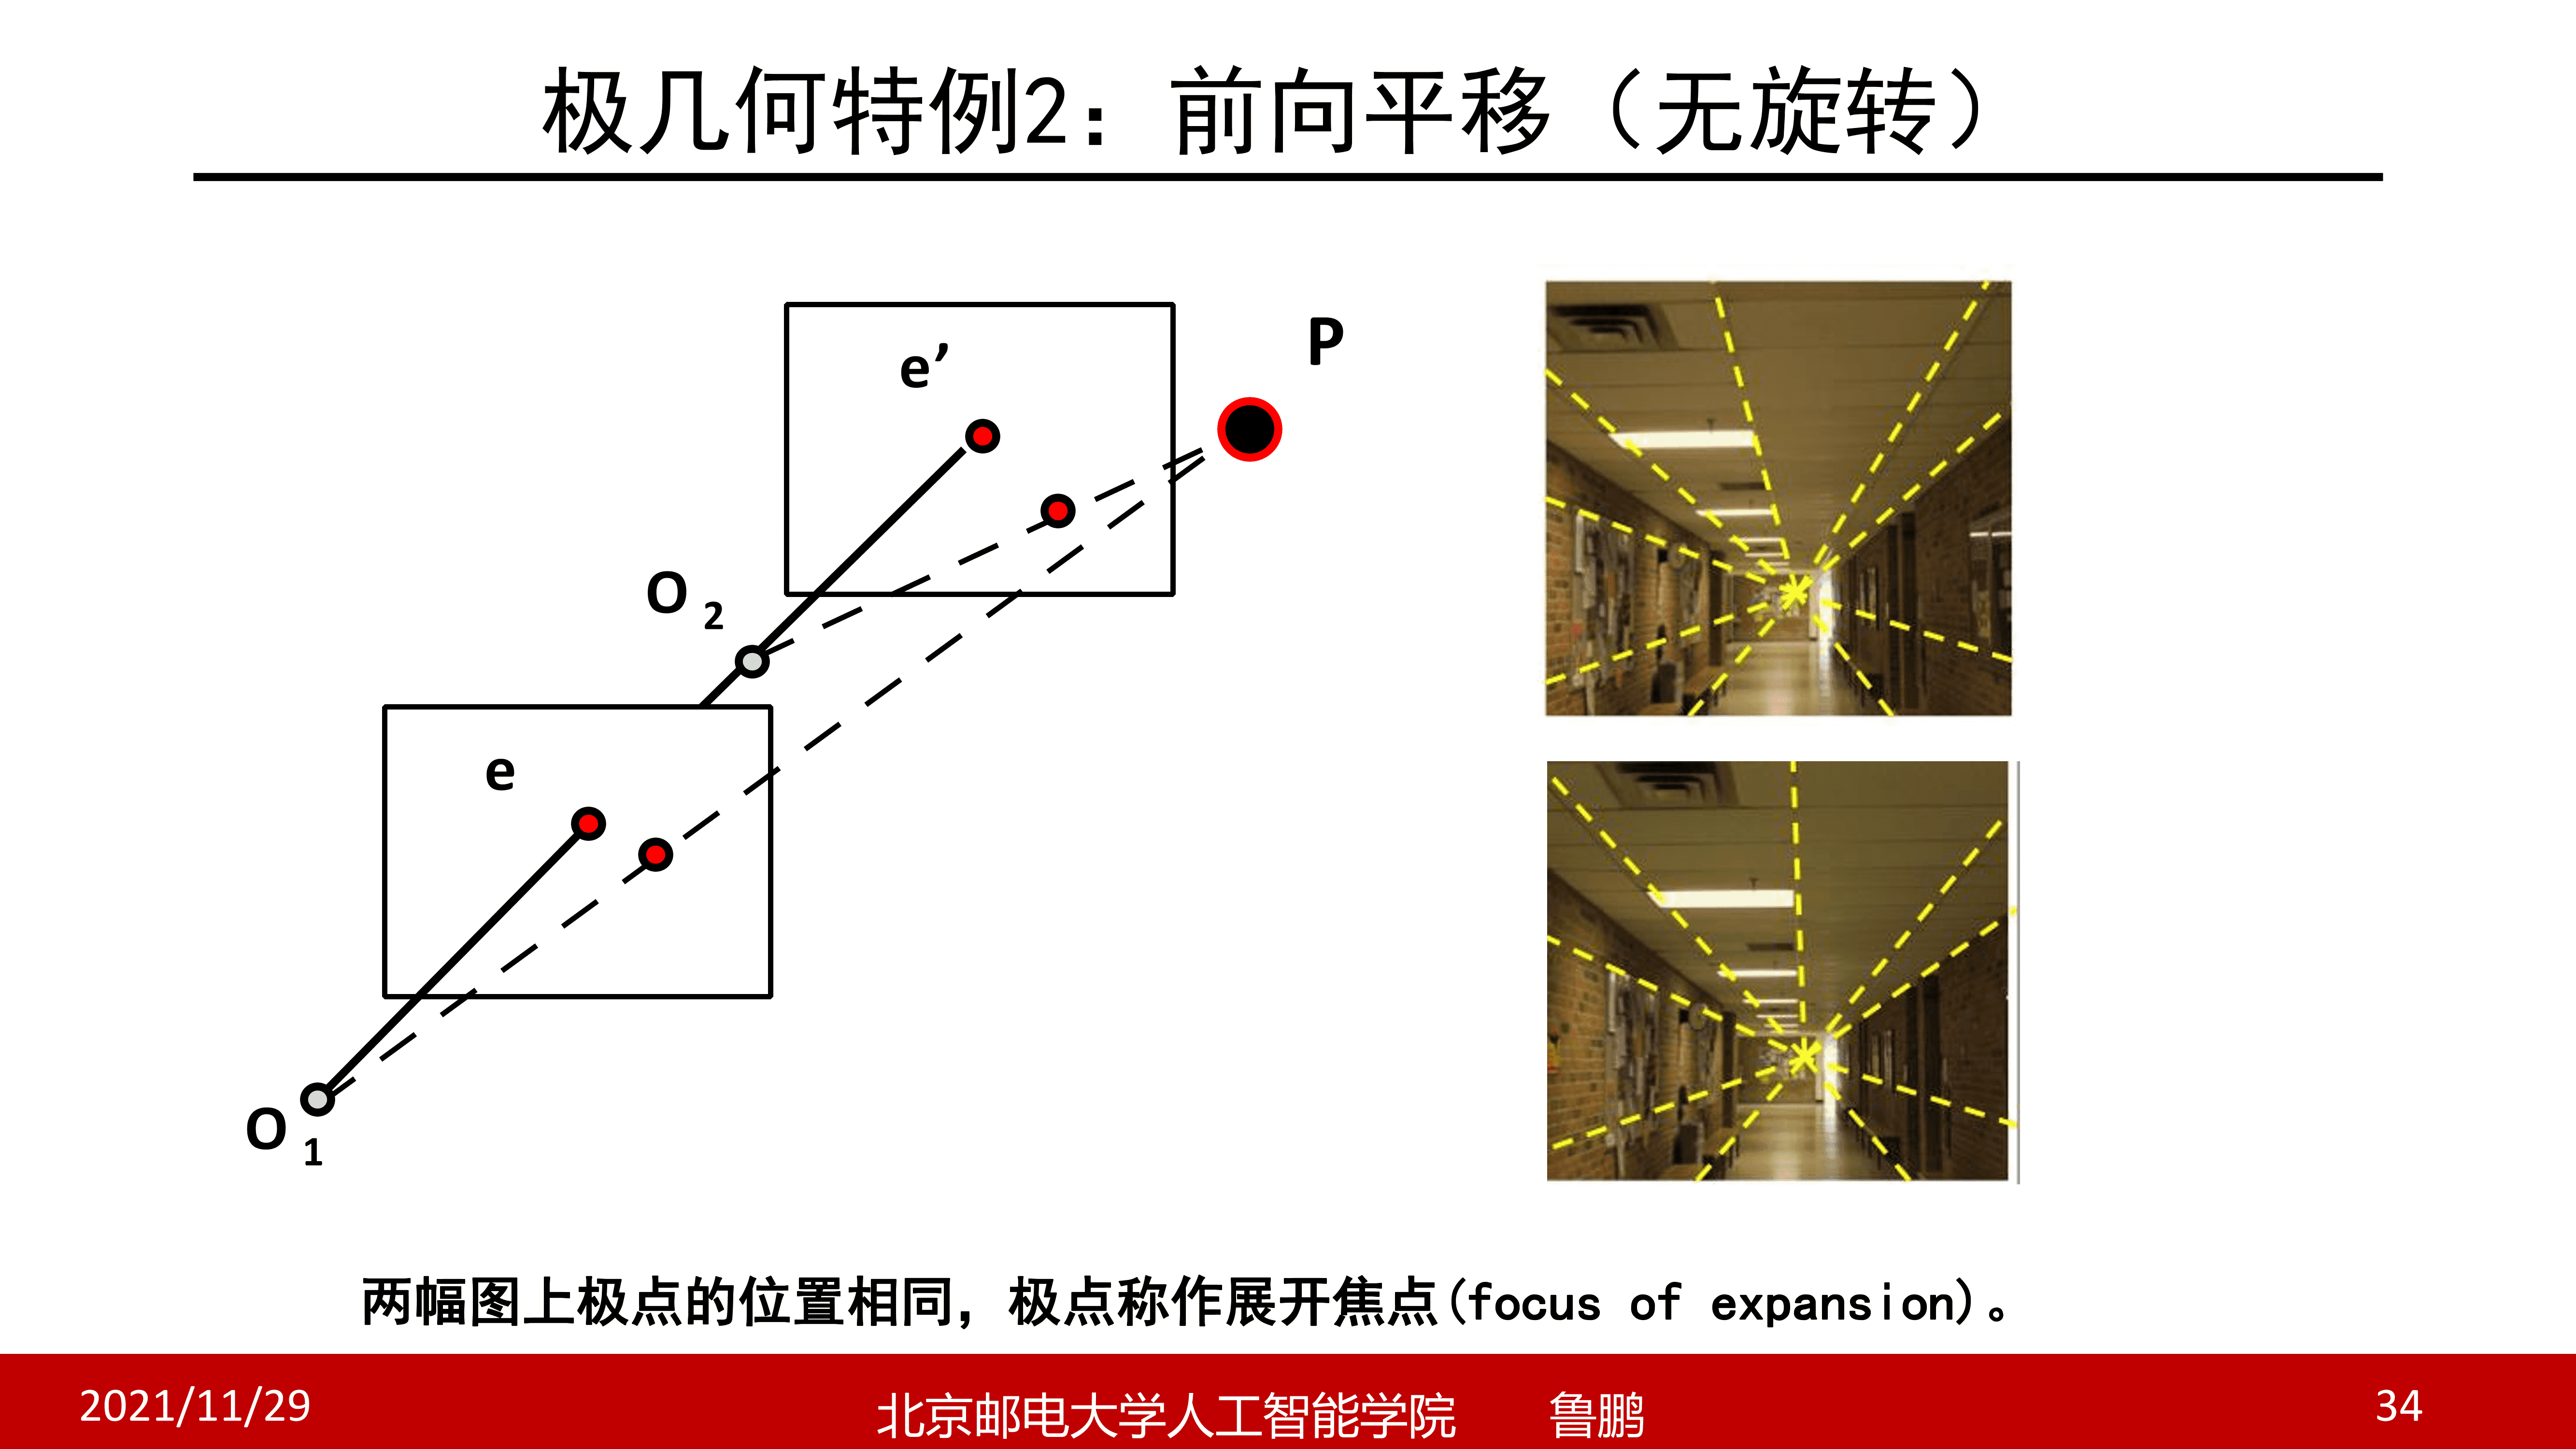 极几何特例2：前向平移（无旋转）
e’
P
O 2
e
O 1
两幅图上极点的位置相同，极点称作展开焦点(focus of expansion)。
2021/11/29
北京邮电大学人工智能学院 鲁鹏
34